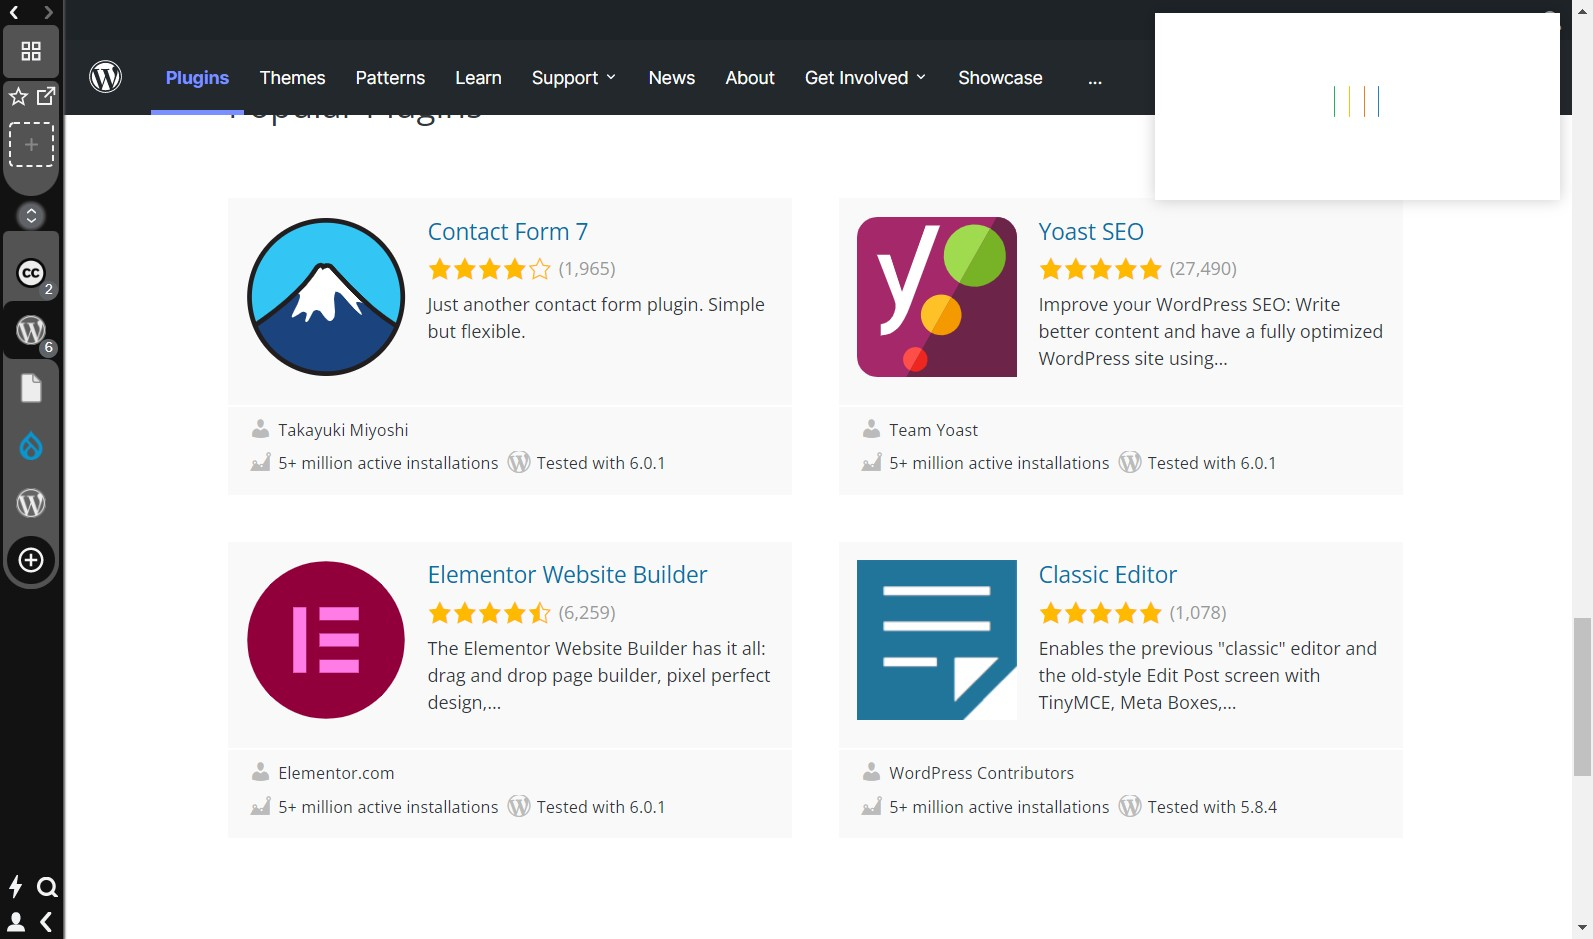 Plugins Themes Patterns Learn Support News About Get Involved Showcase ...
Popular Plugins
Contact Form 7
(1,965)
Just another contact form plugin. Simple
but flexible.
Takayuki Miyoshi
5+ million active installations Tested with 6.0.1
Yoast SEO
(27,490)
Improve your WordPress SEO: Write
better content and have a fully optimized
WordPress site using...
Team Yoast
5+ million active installations Tested with 6.0.1
Elementor Website Builder
(6,259)
The Elementor Website Builder has it all:
drag and drop page builder, pixel perfect
design,...
Elementor.com
5+ million active installations Tested with 6.0.1
Classic Editor
(1,078)
Enables the previous "classic" editor and
the old-style Edit Post screen with
TinyMCE, Meta Boxes,...
WordPress Contributors
5+ million active installations Tested with 5.8.4
cc
2
6
y